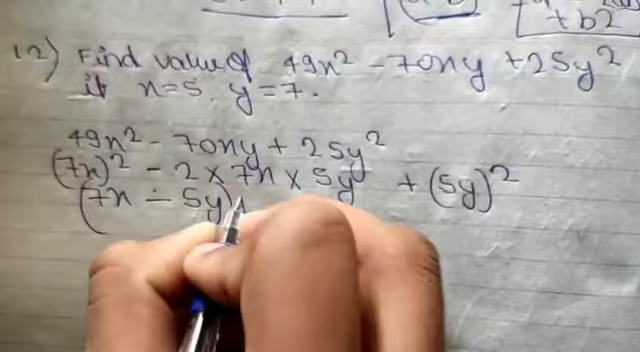 + b2
12) Find value of 49x² - 70xy + 25y²
if x=5, y=7.
49x² - 70xy + 25y²
(7x)² - 2 × 7x × 5y + (5y)²
(7x - 5y)